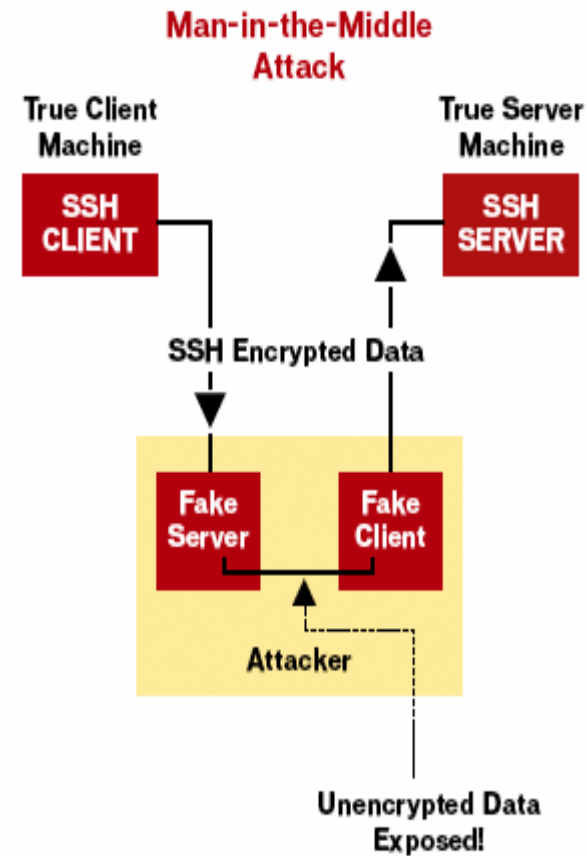 Man-in-the-Middle
Attack
True Client
Machine
True Server
Machine
SSH
CLIENT
SSH
SERVER
SSH Encrypted Data
Fake
Server
Fake
Client
Attacker
Unencrypted Data
Exposed!